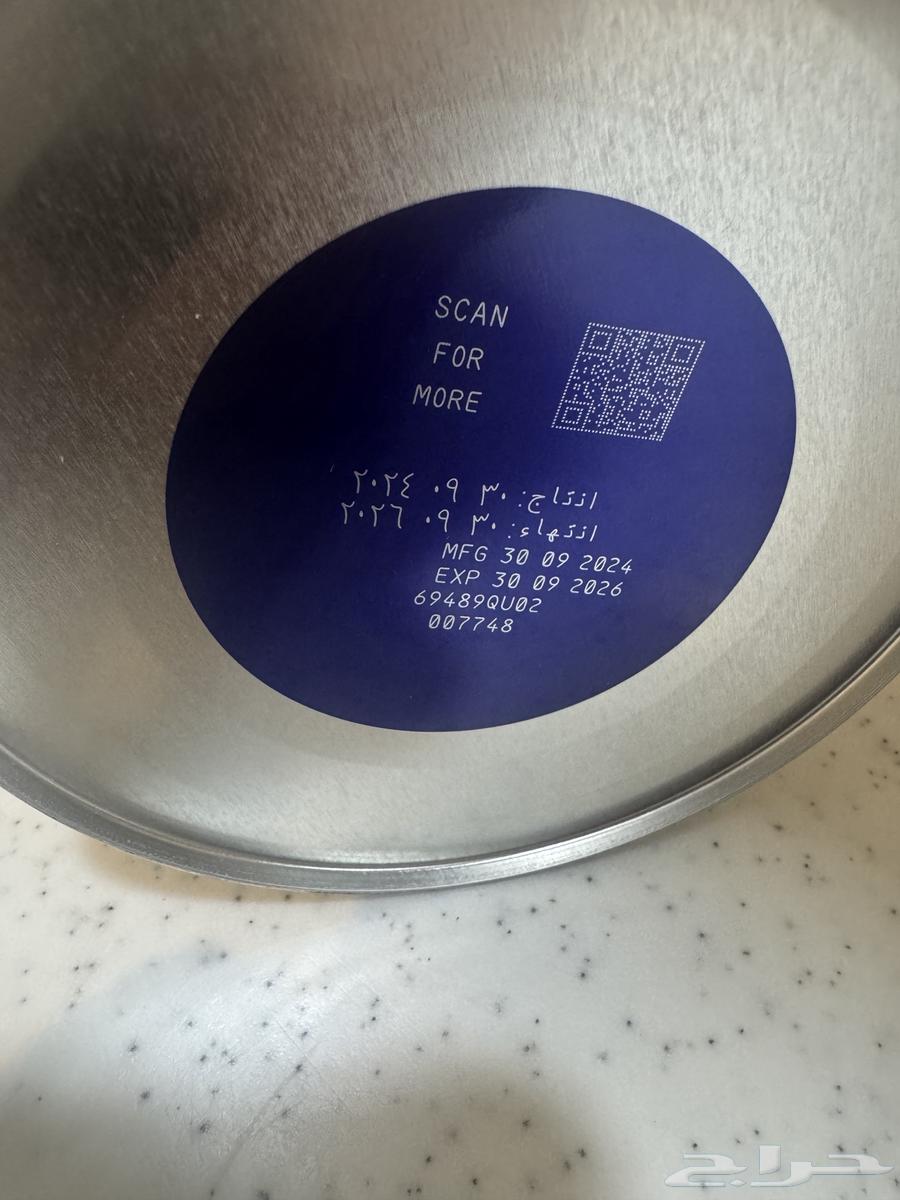 SCAN
FOR
MORE
انتاج: ٣٠ ٠٩ ٢٠٢٤
انتهاء: ٣٠ ٠٩ ٢٠٢٦
MFG 30 09 2024
EXP 30 09 2026
69489QU02
007748
حراج